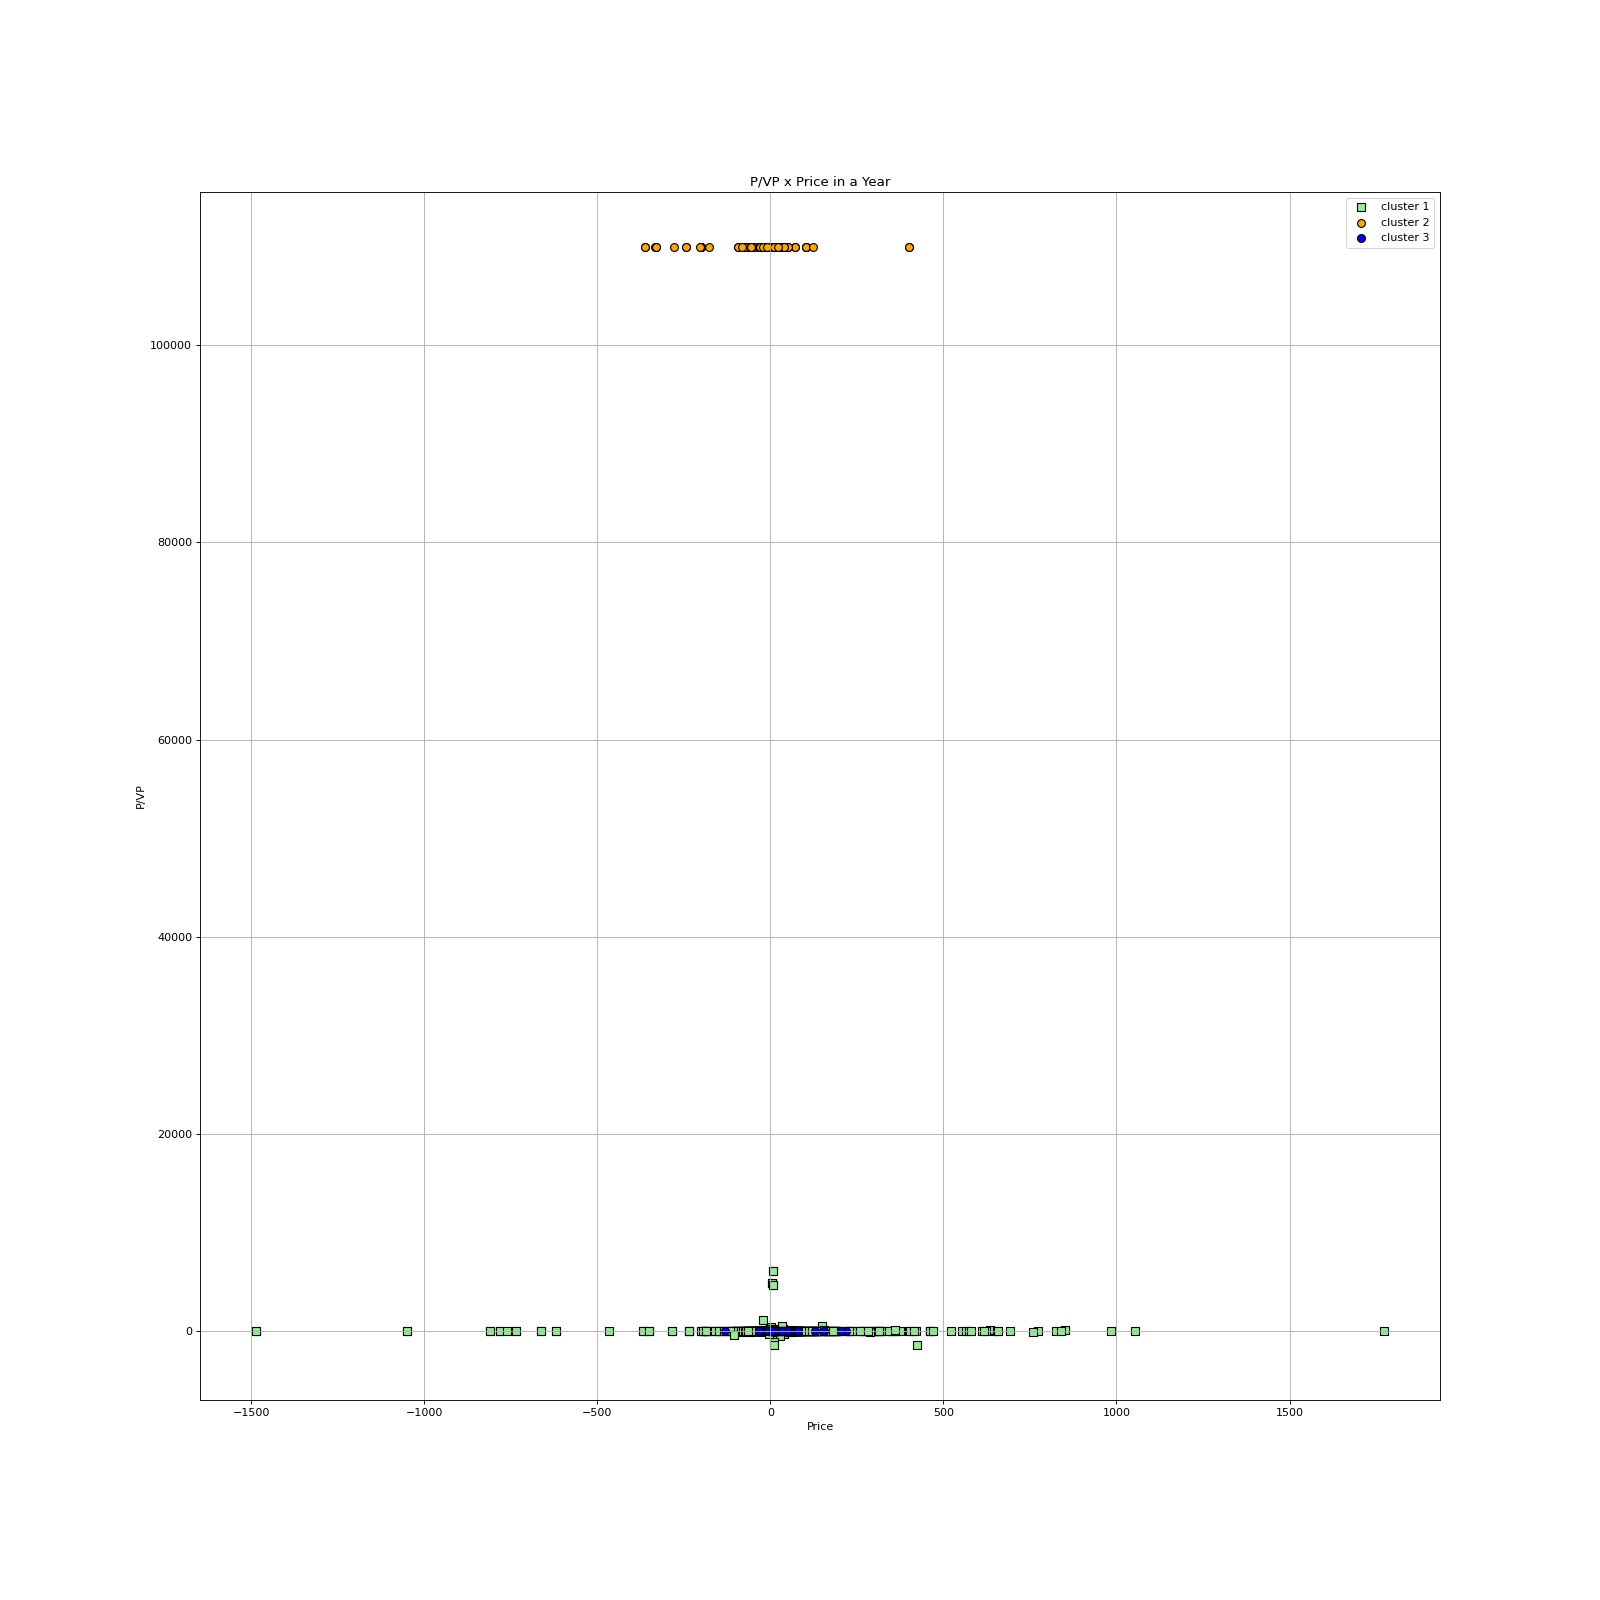 P/VP x Price in a Year
cluster 1
cluster 2
cluster 3
100000
80000
60000
40000
20000
0
P/VP
−1500
−1000
−500
0
500
1000
1500
Price